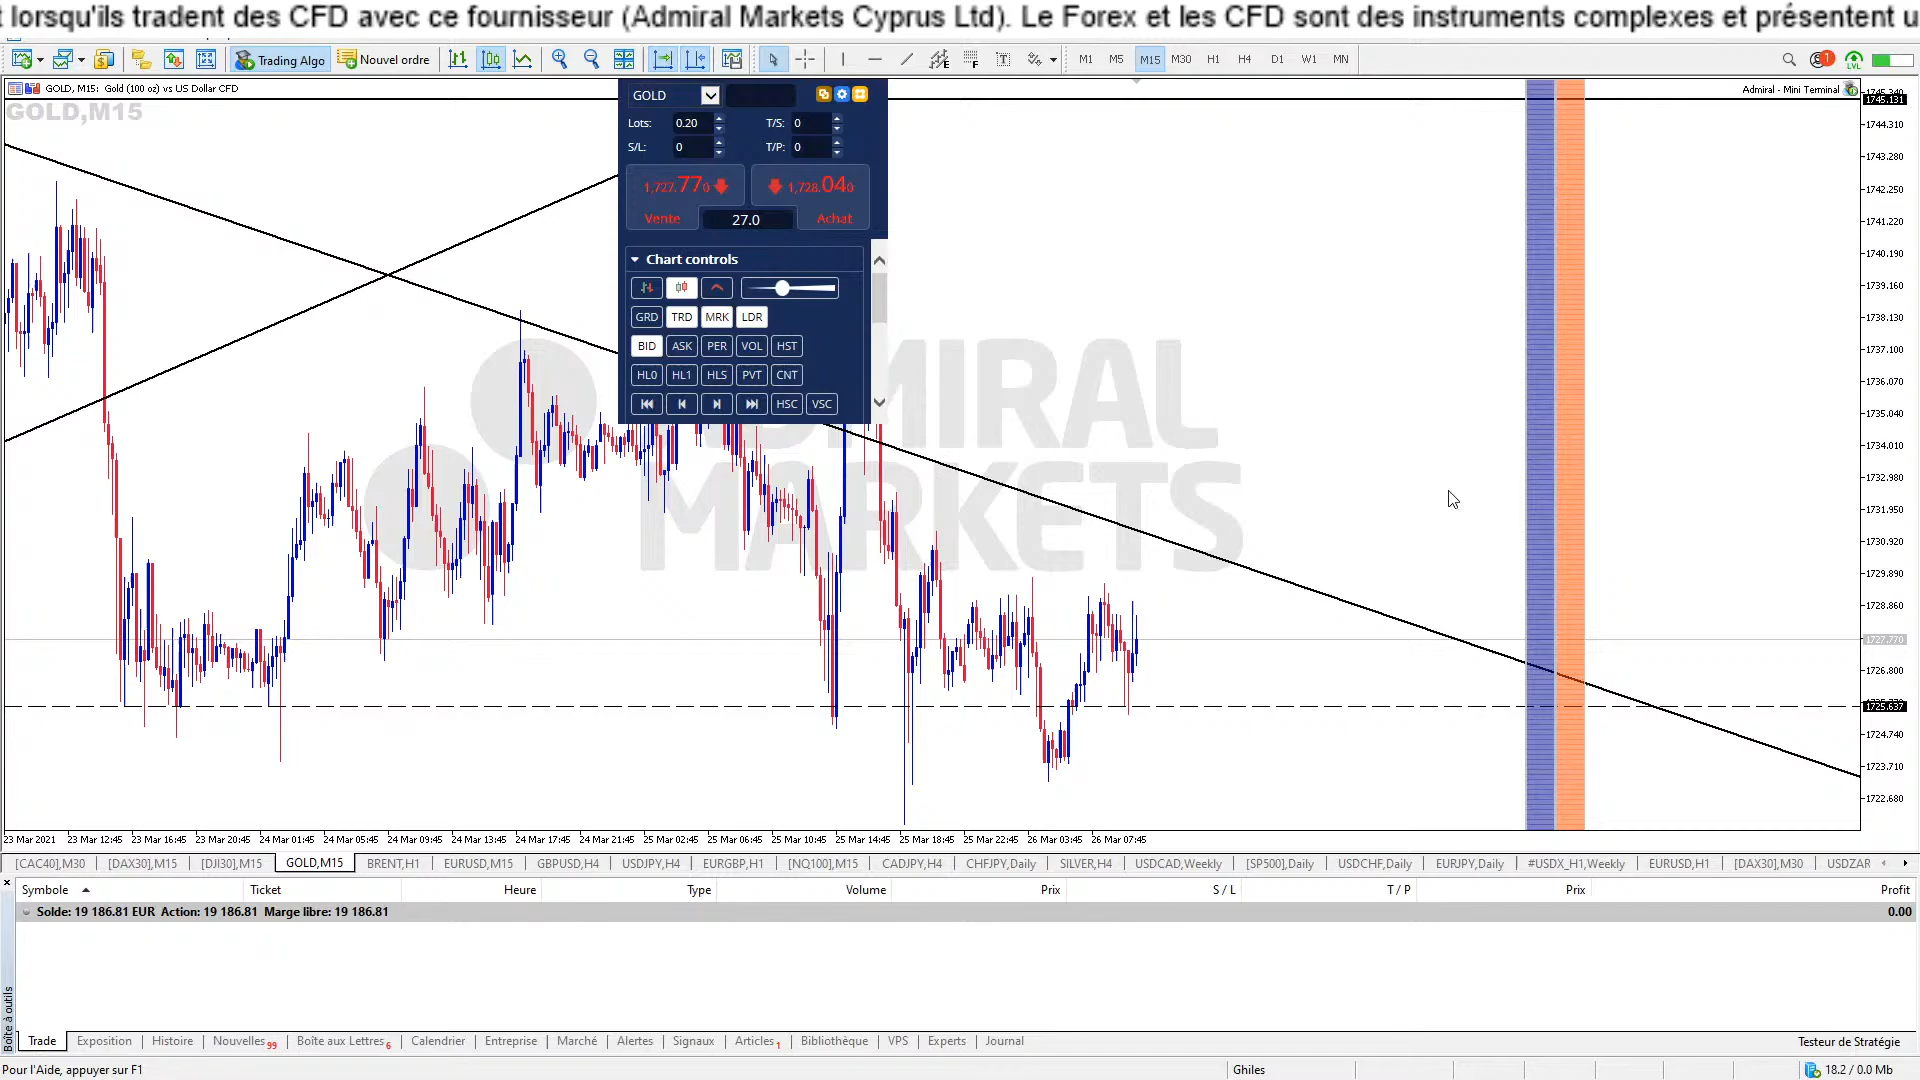 t lorsqu'ils tradent des CFD avec ce fournisseur (Admiral Markets Cyprus Ltd). Le Forex et les CFD sont des instruments complexes et présentent u
Trading Algo
Nouvel ordre
M1 M5 M15 M30 H1 H4 D1 W1 MN
1
LVL
GOLD, M15: Gold (100 oz) vs US Dollar CFD
Admiral - Mini Terminal
GOLD,M15
GOLD
Lots: 0.20 T/S: 0
S/L: 0 T/P: 0
1,727.770 1,728.040
Vente 27.0 Achat
Chart controls
GRD TRD MRK LDR
BID ASK PER VOL HST
HL0 HL1 HLS PVT CNT
HSC VSC
ADMIRAL
MARKETS
1745.340
1745.131
1744.310
1743.280
1742.250
1741.220
1740.190
1739.160
1738.130
1737.100
1736.070
1735.040
1734.010
1732.980
1731.950
1730.920
1729.890
1728.860
1727.770
1726.800
1725.637
1724.740
1723.710
1722.680
23 Mar 2021 23 Mar 12:45 23 Mar 16:45 23 Mar 20:45 24 Mar 01:45 24 Mar 05:45 24 Mar 09:45 24 Mar 13:45 24 Mar 17:45 24 Mar 21:45 25 Mar 02:45 25 Mar 06:45 25 Mar 10:45 25 Mar 14:45 25 Mar 18:45 25 Mar 22:45 26 Mar 03:45 26 Mar 07:45
[CAC40],M30 [DAX30],M15 [DJI30],M15 GOLD,M15 BRENT,H1 EURUSD,M15 GBPUSD,H4 USDJPY,H4 EURGBP,H1 [NQ100],M15 CADJPY,H4 CHFJPY,Daily SILVER,H4 USDCAD,Weekly [SP500],Daily USDCHF,Daily EURJPY,Daily #USDX_H1,Weekly EURUSD,H1 [DAX30],M30 USDZAR
Symbole Ticket Heure Type Volume Prix S / L T / P Prix Profit
Solde: 19 186.81 EUR Action: 19 186.81 Marge libre: 19 186.81 0.00
Boîte à outils
Trade Exposition Histoire Nouvelles 99 Boîte aux Lettres 6 Calendrier Entreprise Marché Alertes Signaux Articles 1 Bibliothèque VPS Experts Journal Testeur de Stratégie
Pour l'Aide, appuyer sur F1 Ghiles 18.2 / 0.0 Mb